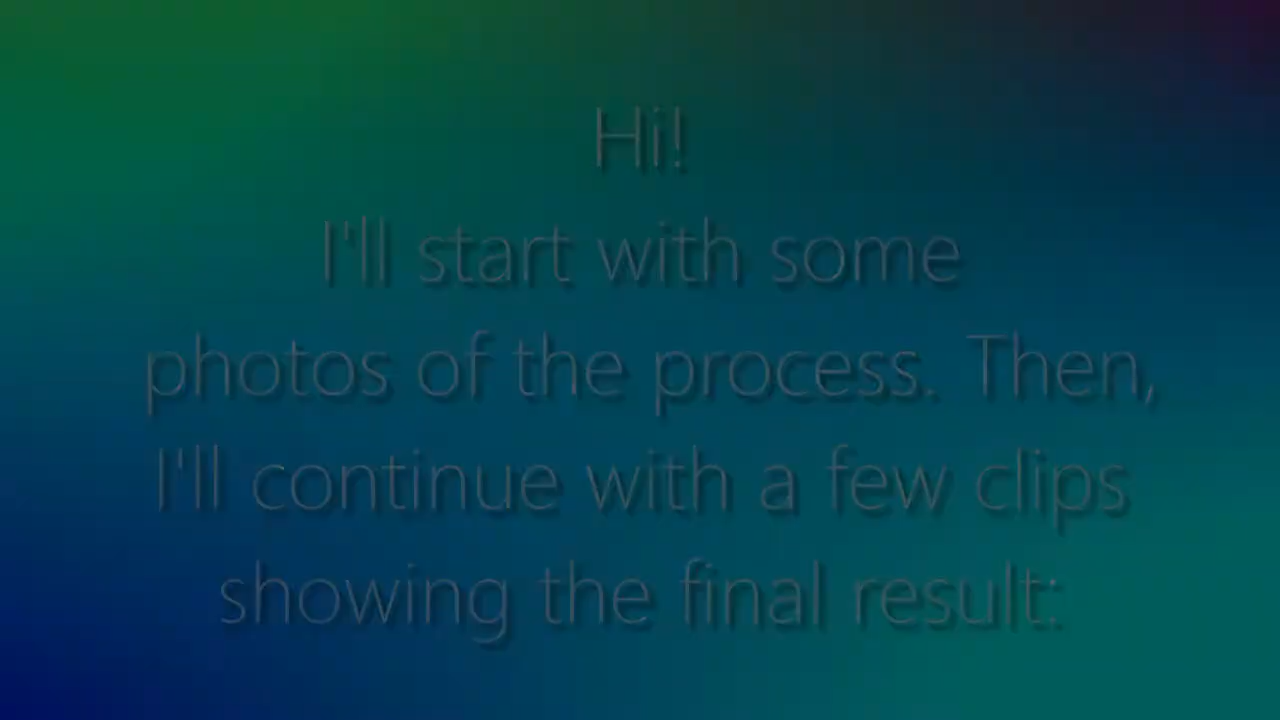 Hi!
I'll start with some
photos of the process. Then,
I'll continue with a few clips
showing the final result: